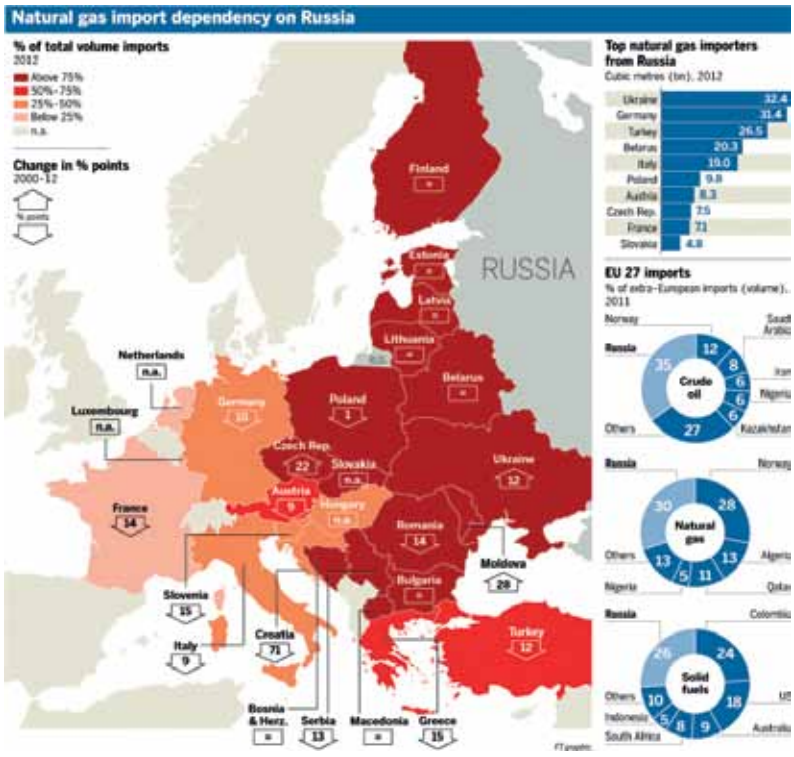 Natural gas import dependency on Russia
% of total volume imports
2012
Above 75%
50%-75%
25%-50%
Below 25%
n.a.
Change in % points
2000-12
% points
Finland
=
Estonia
=
Latvia
=
Lithuania
=
n.a.
Belarus
=
RUSSIA
Netherlands
n.a.
Luxembourg
n.a.
Germany
10
Poland
1
Czech Rep.
22
Slovakia
n.a.
Ukraine
12
Austria
9
Hungary
n.a.
France
14
Romania
14
Moldova
28
Bulgaria
=
Slovenia
15
Italy
9
Croatia
71
Turkey
12
Bosnia
& Herz.
=
Serbia
13
Macedonia
=
Greece
15
FT graphic
Top natural gas importers
from Russia
Cubic metres (bn), 2012
Ukraine 32.4
Germany 31.4
Turkey 26.5
Belarus 20.3
Italy 19.0
Poland 9.8
Austria 8.3
Czech Rep. 7.5
France 7.1
Slovakia 4.8
EU 27 imports
% of extra-European imports (volume),
2011
Crude
oil
Norway 12
Saudi
Arabia 8
Iran 6
Nigeria 6
Kazakhstan 6
Others 27
Russia 35
Natural
gas
Russia 30
Norway 28
Algeria 13
Qatar 11
Nigeria 5
Others 13
Solid
fuels
Russia 26
Colombia 24
US 18
Australia 9
South Africa 8
Indonesia 5
Others 10